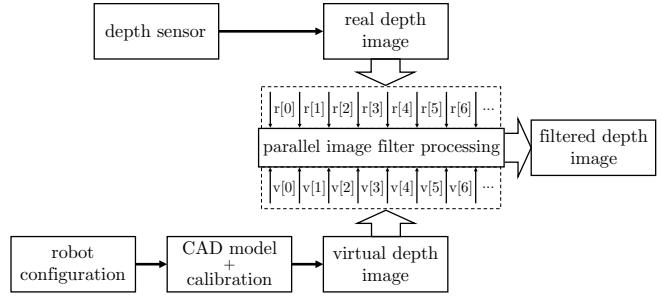 depth sensor
real depth
image
r[0] r[1] r[2] r[3] r[4] r[5] r[6] ...
parallel image filter processing
filtered depth
image
v[0] v[1] v[2] v[3] v[4] v[5] v[6] ...
robot
configuration
CAD model
+
calibration
virtual depth
image